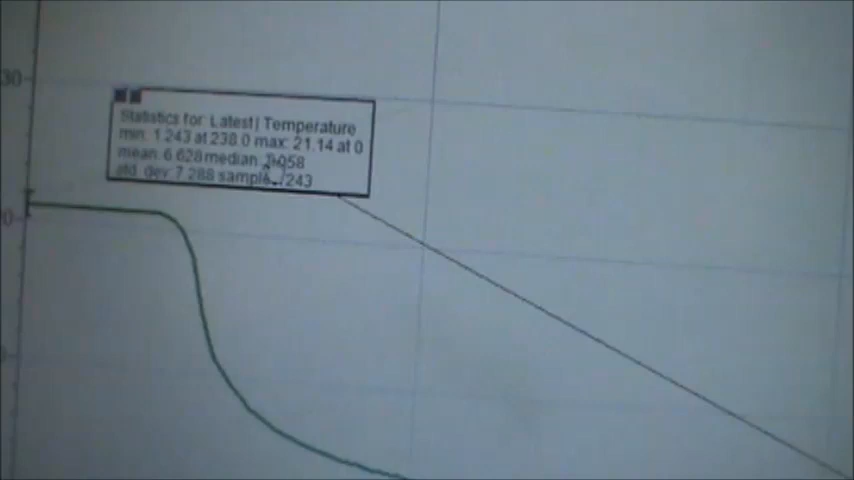 30
Statistics for: Latest | Temperature
min: 1.243 at 238.0 max: 21.14 at 0
mean: 6.628 median:
std. dev: 7.288 243